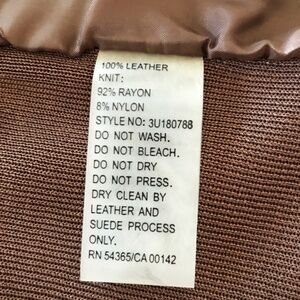 100% LEATHER
KNIT:
92% RAYON
8% NYLON
STYLE NO: 3U180788
DO NOT WASH.
DO NOT BLEACH.
DO NOT DRY
DO NOT PRESS.
DRY CLEAN BY
LEATHER AND
SUEDE PROCESS
ONLY.
RN 54365/CA 00142